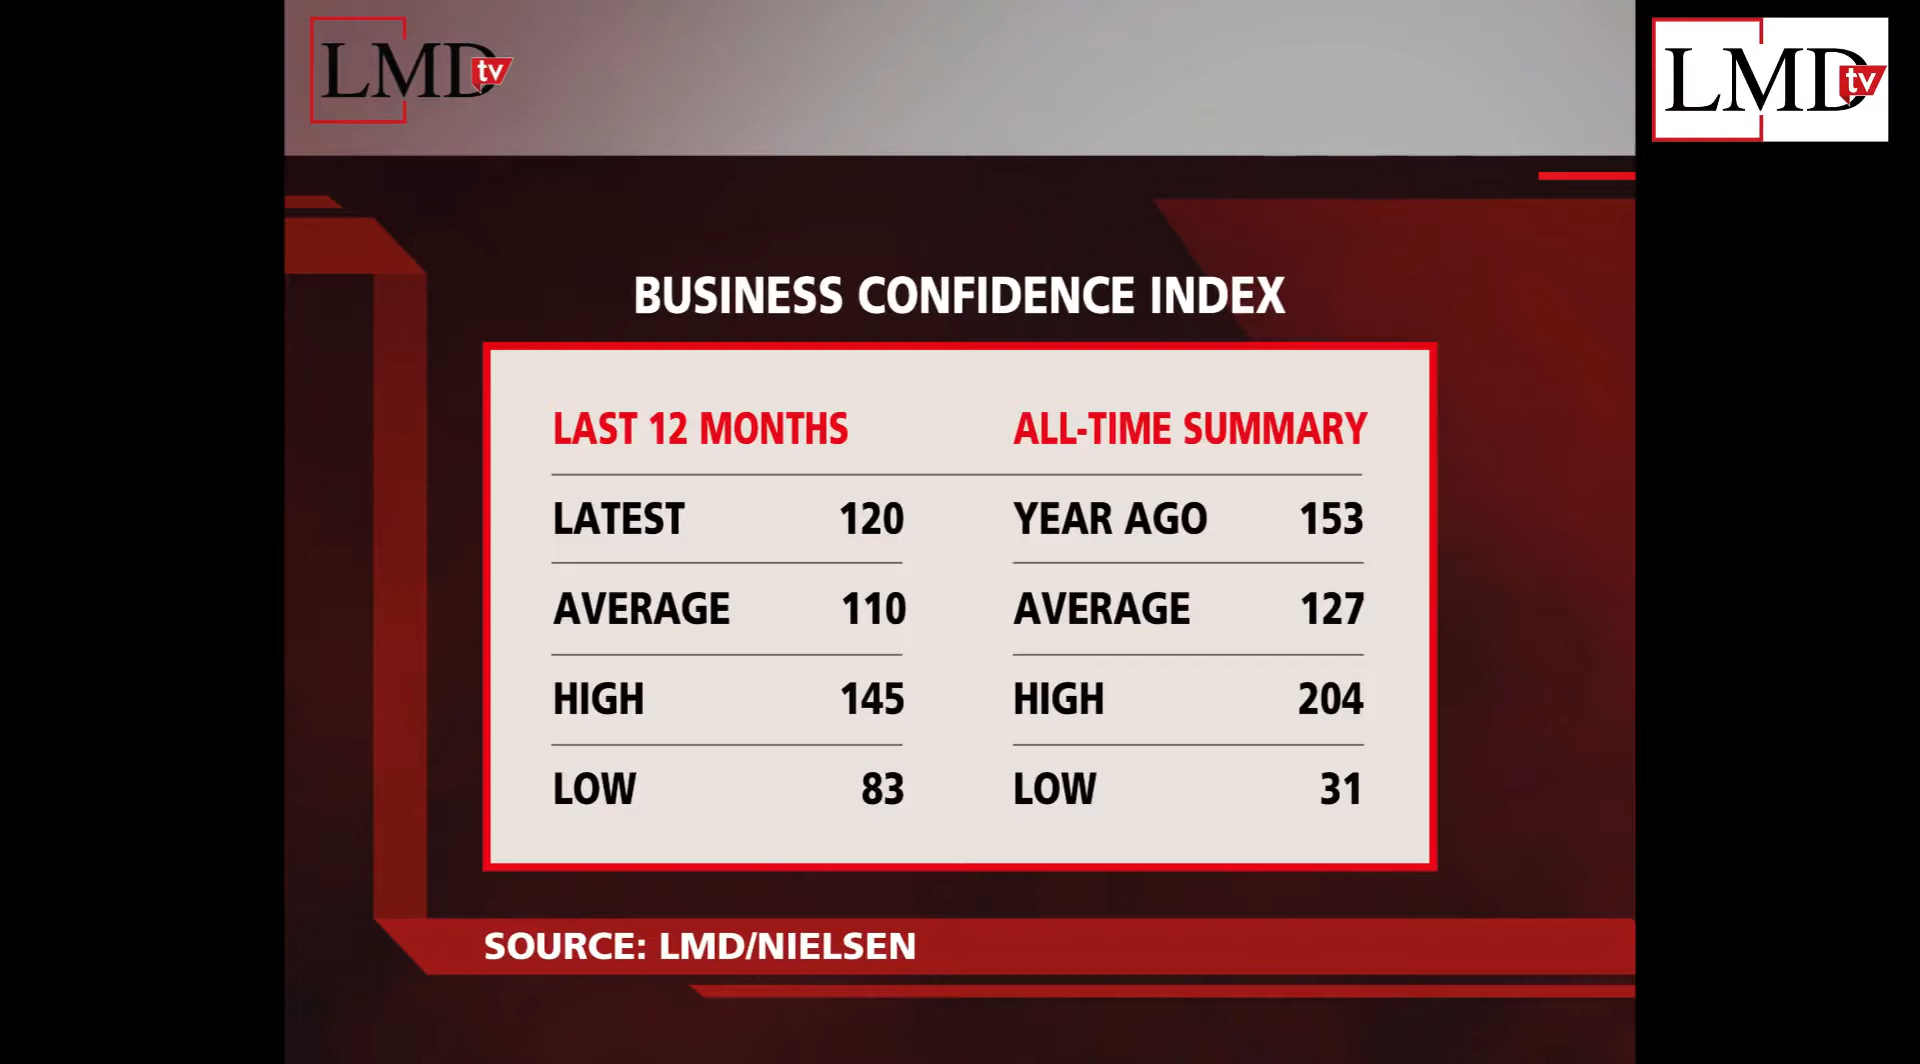 LMD tv
LMD tv
BUSINESS CONFIDENCE INDEX
LAST 12 MONTHS ALL-TIME SUMMARY
LATEST 120 YEAR AGO 153
AVERAGE 110 AVERAGE 127
HIGH 145 HIGH 204
LOW 83 LOW 31
SOURCE: LMD/NIELSEN